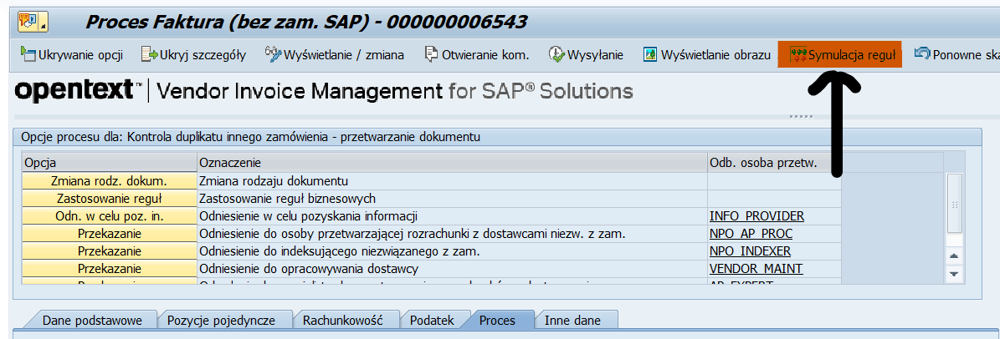 Proces Faktura (bez zam. SAP) - 000000006543
Ukrywanie opcji Ukryj szczegóły Wyświetlanie / zmiana Otwieranie kom. Wysyłanie Wyświetlanie obrazu Symulacja reguł Ponowne ska
opentext™ | Vendor Invoice Management for SAP® Solutions
Opcje procesu dla: Kontrola duplikatu innego zamówienia - przetwarzanie dokumentu
Opcja Oznaczenie Odb. osoba przetw.
Zmiana rodz. dokum. Zmiana rodzaju dokumentu
Zastosowanie reguł Zastosowanie reguł biznesowych
Odn. w celu poz. in. Odniesienie w celu pozyskania informacji INFO_PROVIDER
Przekazanie Odniesienie do osoby przetwarzającej rozrachunki z dostawcami niezw. z zam. NPO_AP_PROC
Przekazanie Odniesienie do indeksującego niezwiązanego z zam. NPO_INDEXER
Przekazanie Odniesienie do opracowywania dostawcy VENDOR_MAINT
Dane podstawowe Pozycje pojedyncze Rachunkowość Podatek Proces Inne dane